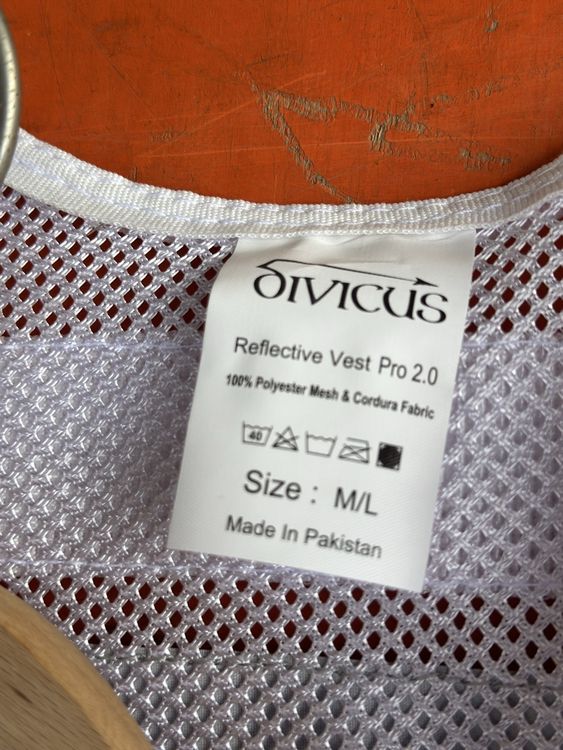 DIVICUS
Reflective Vest Pro 2.0
100% Polyester Mesh & Cordura Fabric
40
Size : M/L
Made In Pakistan